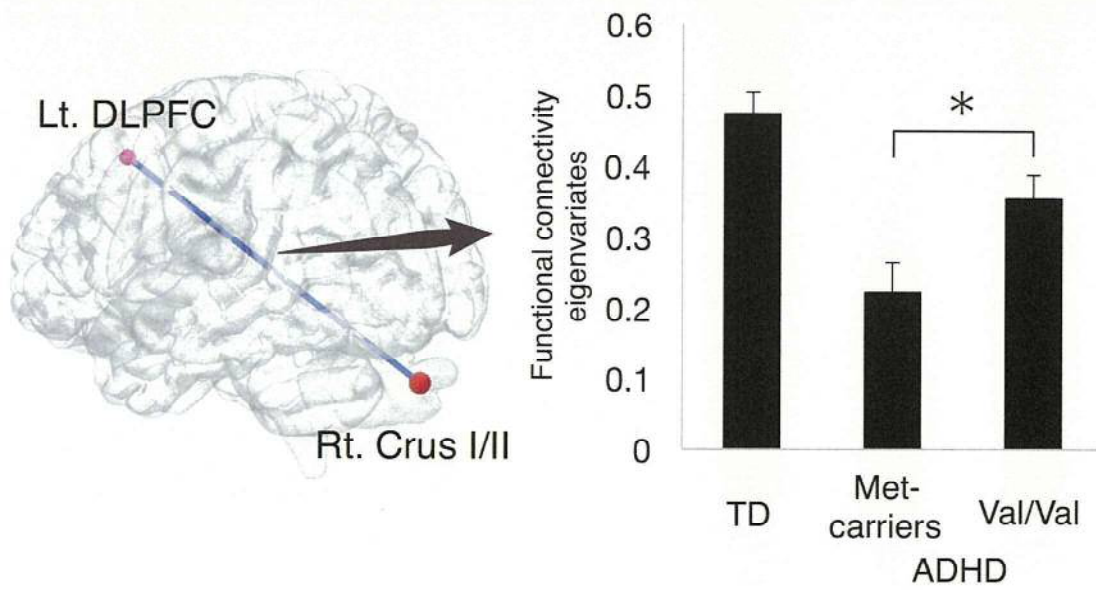 Lt. DLPFC
Rt. Crus I/II
Functional connectivity
eigenvariates
0.6
0.5
0.4
0.3
0.2
0.1
0
*
TD
Met-
carriers
Val/Val
ADHD